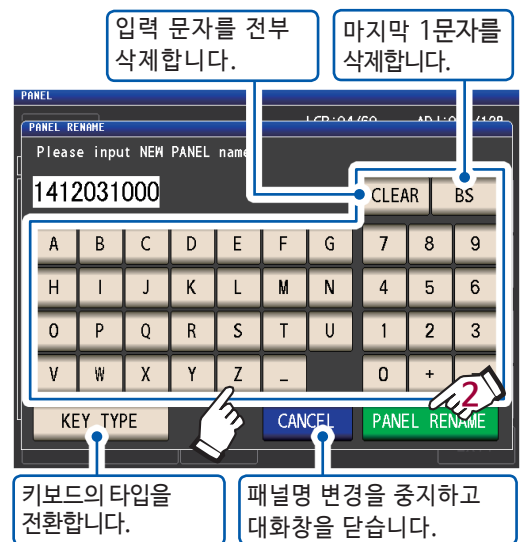 입력 문자를 전부
삭제합니다.
마지막 1문자를
삭제합니다.
PANEL
PANEL RENAME
Please input NEW PANEL name
1412031000
CLEAR BS
A B C D E F G 7 8 9
H I J K L M N 4 5 6
O P Q R S T U 1 2 3
V W X Y Z _ 0 +
2
KEY TYPE CANCEL PANEL RENAME
키보드의 타입을
전환합니다.
패널명 변경을 중지하고
대화창을 닫습니다.